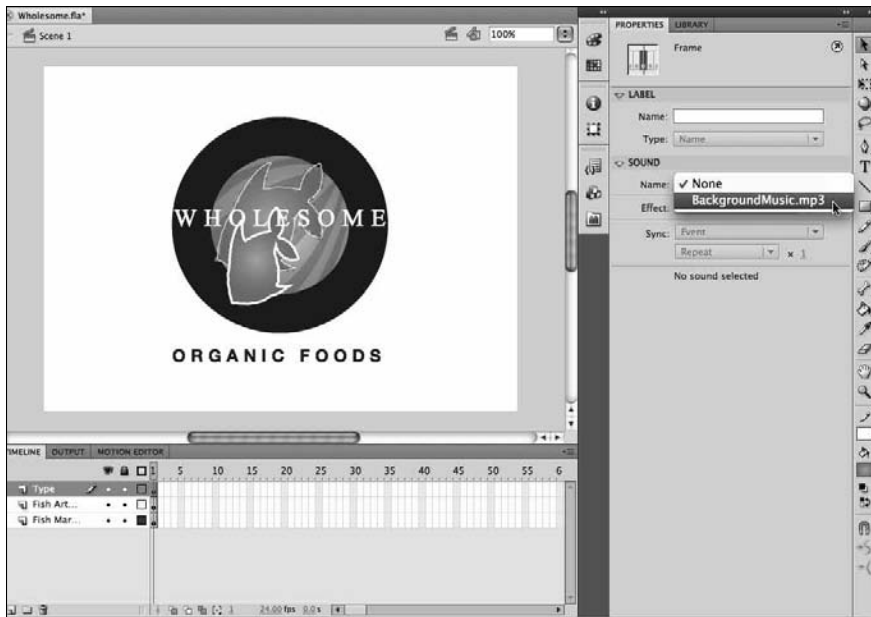 Wholesome.fla*
Scene 1
100%
WHOLESOME
ORGANIC FOODS
PROPERTIES
LIBRARY
Frame
LABEL
Name:
Type: Name
SOUND
Name: ✓ None
BackgroundMusic.mp3
Effect:
Sync: Event
Repeat x 1
No sound selected
TIMELINE OUTPUT MOTION EDITOR
1 5 10 15 20 25 30 35 40 45 50 55 6
Type
Fish Art...
Fish Mar...
1 24.00 fps 0.0 s